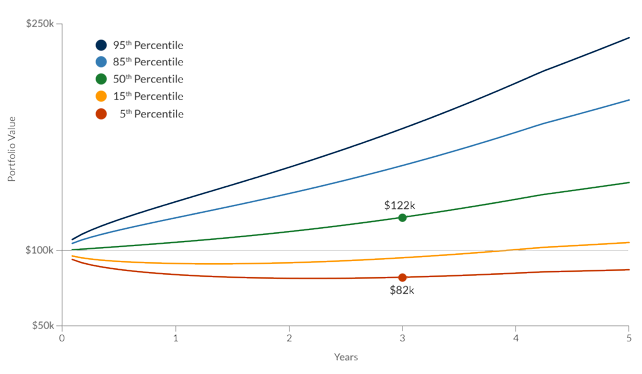 $250k
95th Percentile
85th Percentile
50th Percentile
15th Percentile
5th Percentile
Portfolio Value
$122k
$100k
$82k
$50k
0 1 2 3 4 5
Years